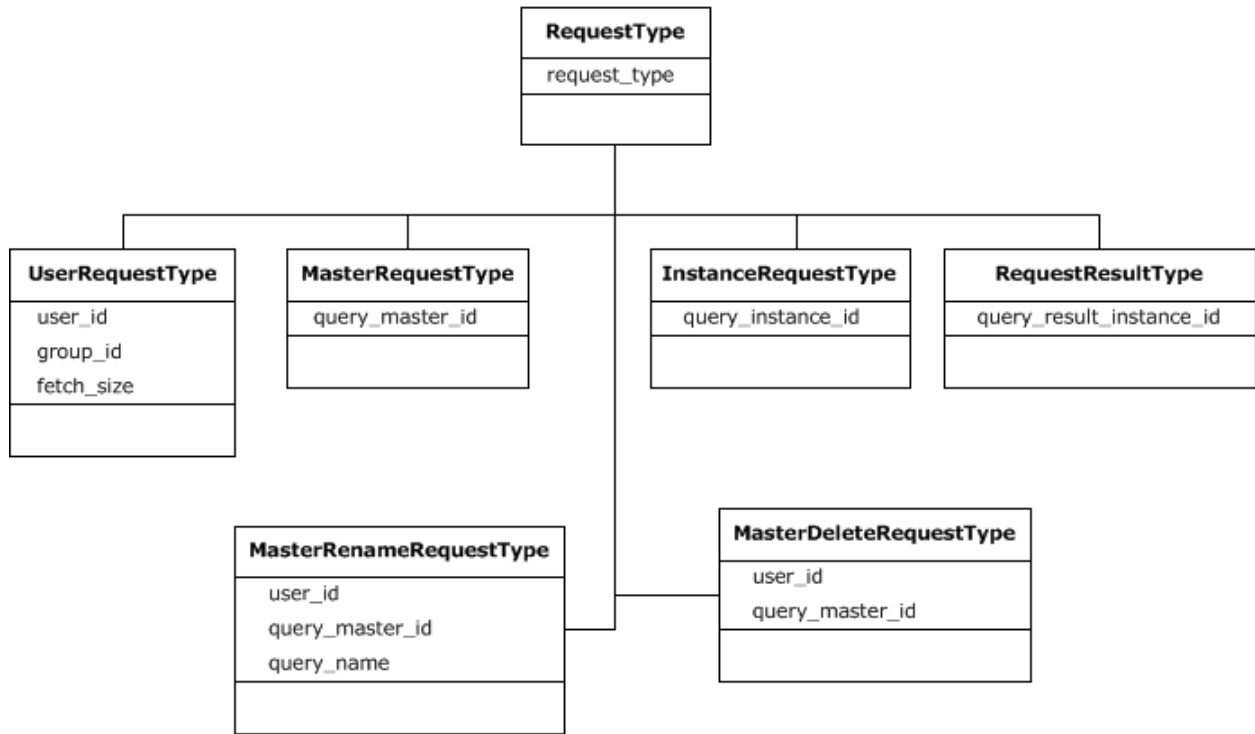 RequestType
request_type
UserRequestType
user_id
group_id
fetch_size
MasterRequestType
query_master_id
InstanceRequestType
query_instance_id
RequestResultType
query_result_instance_id
MasterRenameRequestType
user_id
query_master_id
query_name
MasterDeleteRequestType
user_id
query_master_id